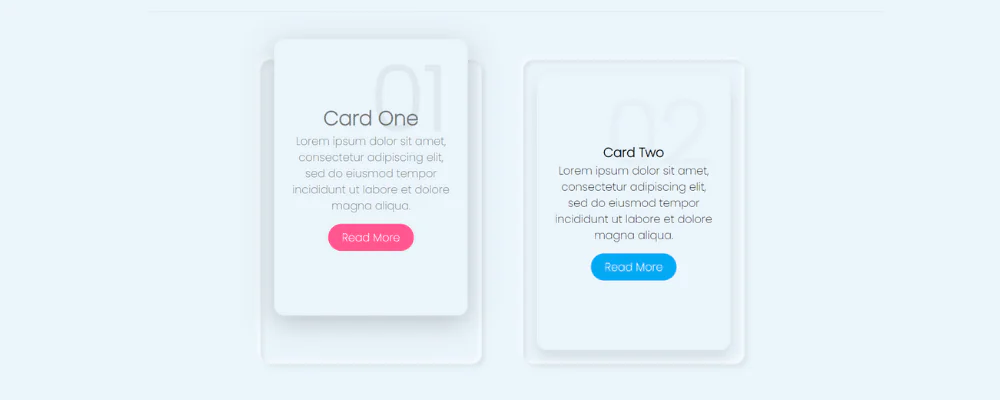 01
Card One
Lorem ipsum dolor sit amet,
consectetur adipiscing elit,
sed do eiusmod tempor
incididunt ut labore et dolore
magna aliqua.
Read More
02
Card Two
Lorem ipsum dolor sit amet,
consectetur adipiscing elit,
sed do eiusmod tempor
incididunt ut labore et dolore
magna aliqua.
Read More